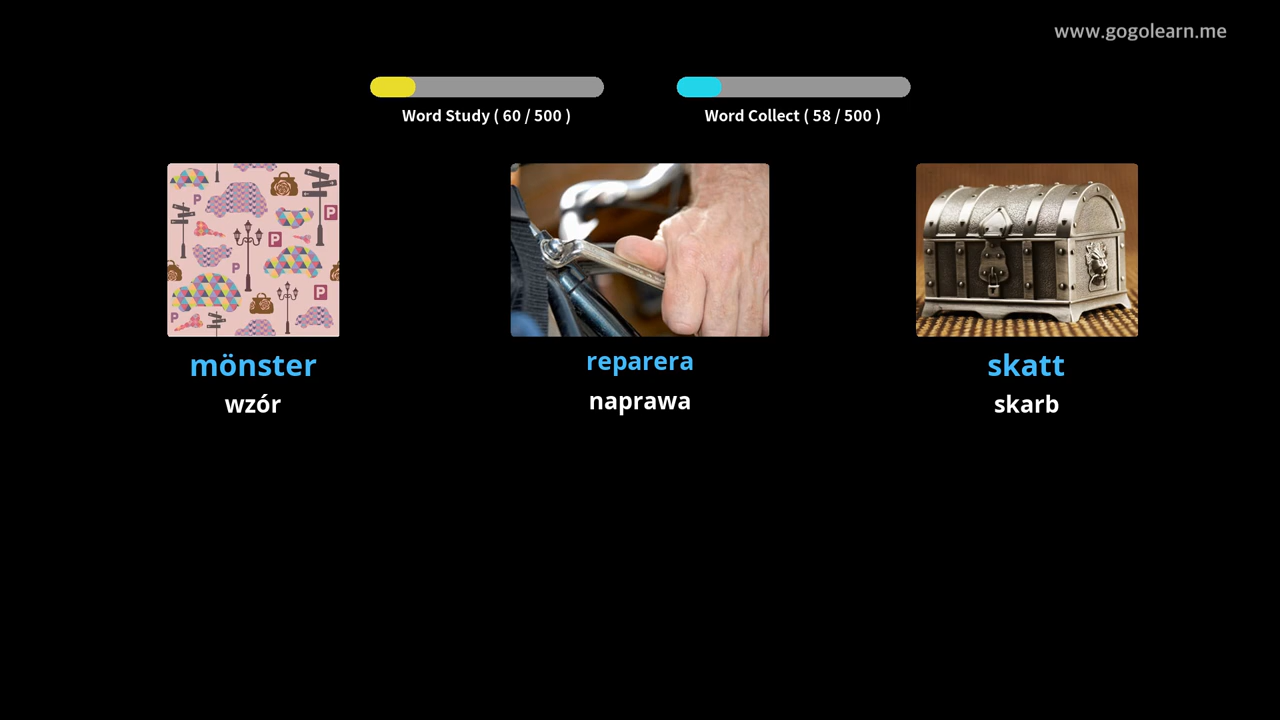 www.gogolearn.me
Word Study ( 60 / 500 )
Word Collect ( 58 / 500 )
P
P
P
P
P
P
mönster
wzór
reparera
naprawa
skatt
skarb